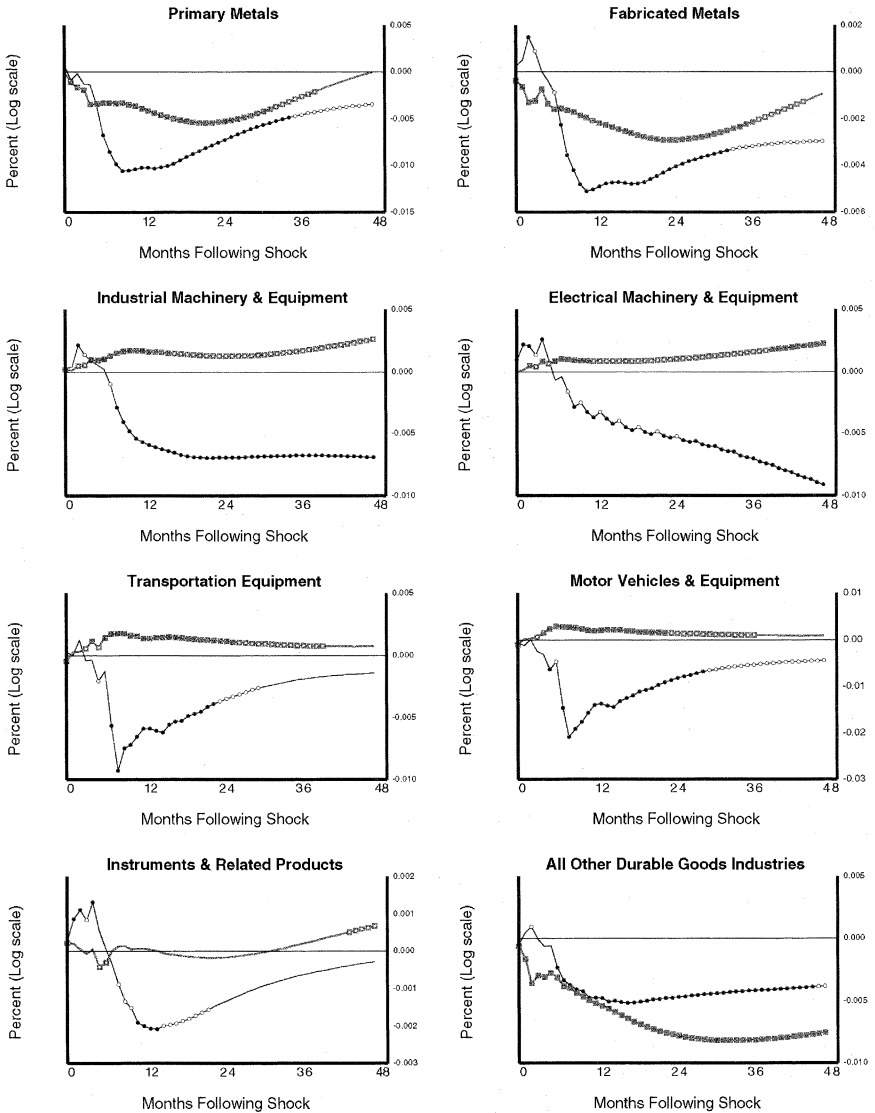 Primary Metals
Percent (Log scale)
0.005
0.000
-0.005
-0.010
-0.015
0 12 24 36 48
Months Following Shock
Fabricated Metals
Percent (Log scale)
0.002
0.000
-0.002
-0.004
-0.006
0 12 24 36 48
Months Following Shock
Industrial Machinery & Equipment
Percent (Log scale)
0.005
0.000
-0.005
-0.010
0 12 24 36 48
Months Following Shock
Electrical Machinery & Equipment
Percent (Log scale)
0.005
0.000
-0.005
-0.010
0 12 24 36 48
Months Following Shock
Transportation Equipment
Percent (Log scale)
0.005
0.000
-0.005
-0.010
0 12 24 36 48
Months Following Shock
Motor Vehicles & Equipment
Percent (Log scale)
0.01
0.00
-0.01
-0.02
-0.03
0 12 24 36 48
Months Following Shock
Instruments & Related Products
Percent (Log scale)
0.002
0.001
0.000
-0.001
-0.002
-0.003
0 12 24 36 48
Months Following Shock
All Other Durable Goods Industries
Percent (Log scale)
0.005
0.000
-0.005
-0.010
0 12 24 36 48
Months Following Shock